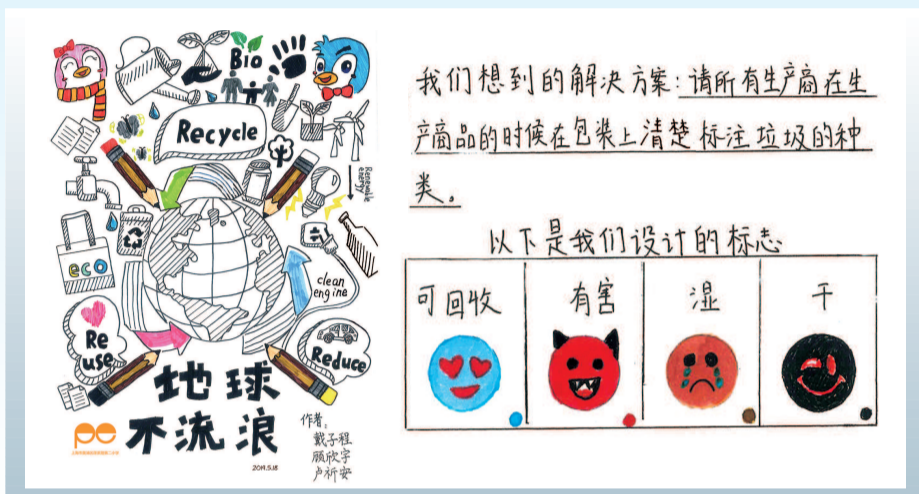 BIO
Recycle
Renewable
energy
eco
clean
engine
Re
use
Reduce
地球
不流浪
作者:
戴子程
顾欣宇
卢祈安
2019.5.18
我们想到的解决方案:请所有生产商在生
产商品的时候在包装上清楚标注垃圾的种
类。
以下是我们设计的标志
可回收
有害
湿
干